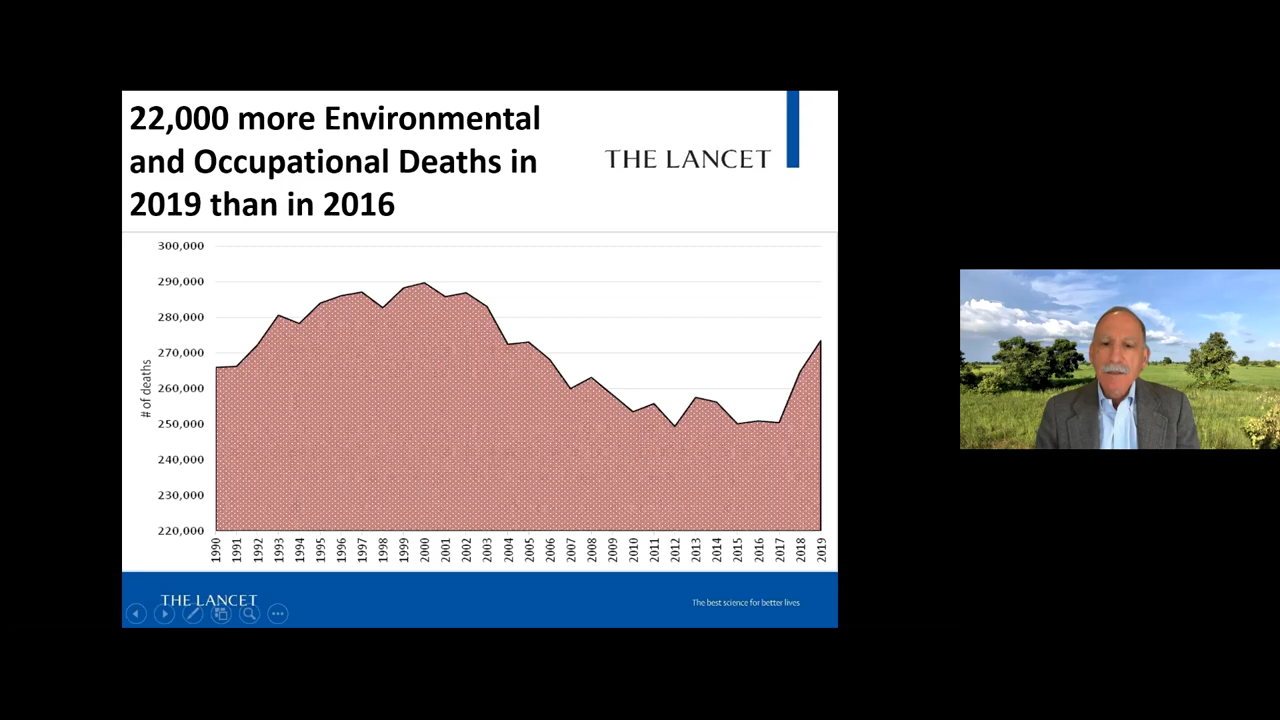 22,000 more Environmental
and Occupational Deaths in
2019 than in 2016
THE LANCET
300,000
290,000
280,000
270,000
260,000
250,000
240,000
230,000
220,000
# of deaths
1990 1991 1992 1993 1994 1995 1996 1997 1998 1999 2000 2001 2002 2003 2004 2005 2006 2007 2008 2009 2010 2011 2012 2013 2014 2015 2016 2017 2018 2019
THE LANCET
The best science for better lives